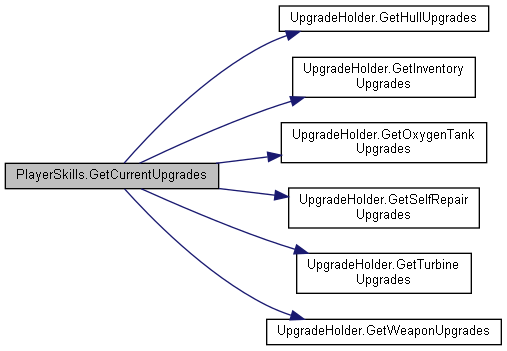 UpgradeHolder.GetHullUpgrades
UpgradeHolder.GetInventory
Upgrades
UpgradeHolder.GetOxygenTank
Upgrades
PlayerSkills.GetCurrentUpgrades
UpgradeHolder.GetSelfRepair
Upgrades
UpgradeHolder.GetTurbine
Upgrades
UpgradeHolder.GetWeaponUpgrades